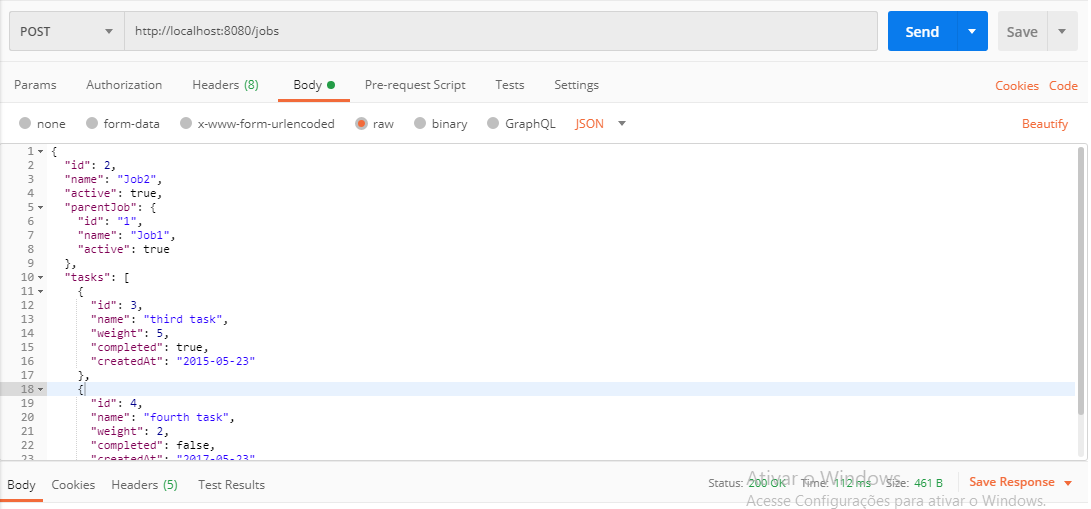 POST http://localhost:8080/jobs Send Save
Params Authorization Headers (8) Body Pre-request Script Tests Settings Cookies Code
none form-data x-www-form-urlencoded raw binary GraphQL JSON Beautify
1 {
2 "id": 2,
3 "name": "Job2",
4 "active": true,
5 "parentJob": {
6 "id": "1",
7 "name": "Job1",
8 "active": true
9 },
10 "tasks": [
11 {
12 "id": 3,
13 "name": "third task",
14 "weight": 5,
15 "completed": true,
16 "createdAt": "2015-05-23"
17 },
18 {
19 "id": 4,
20 "name": "fourth task",
21 "weight": 2,
22 "completed": false,
23 "createdAt": "2017-05-23"
Body Cookies Headers (5) Test Results Status: 200 OK Time: 112 ms Size: 461 B Save Response
Ativar o Windows
Acesse Configurações para ativar o Windows.